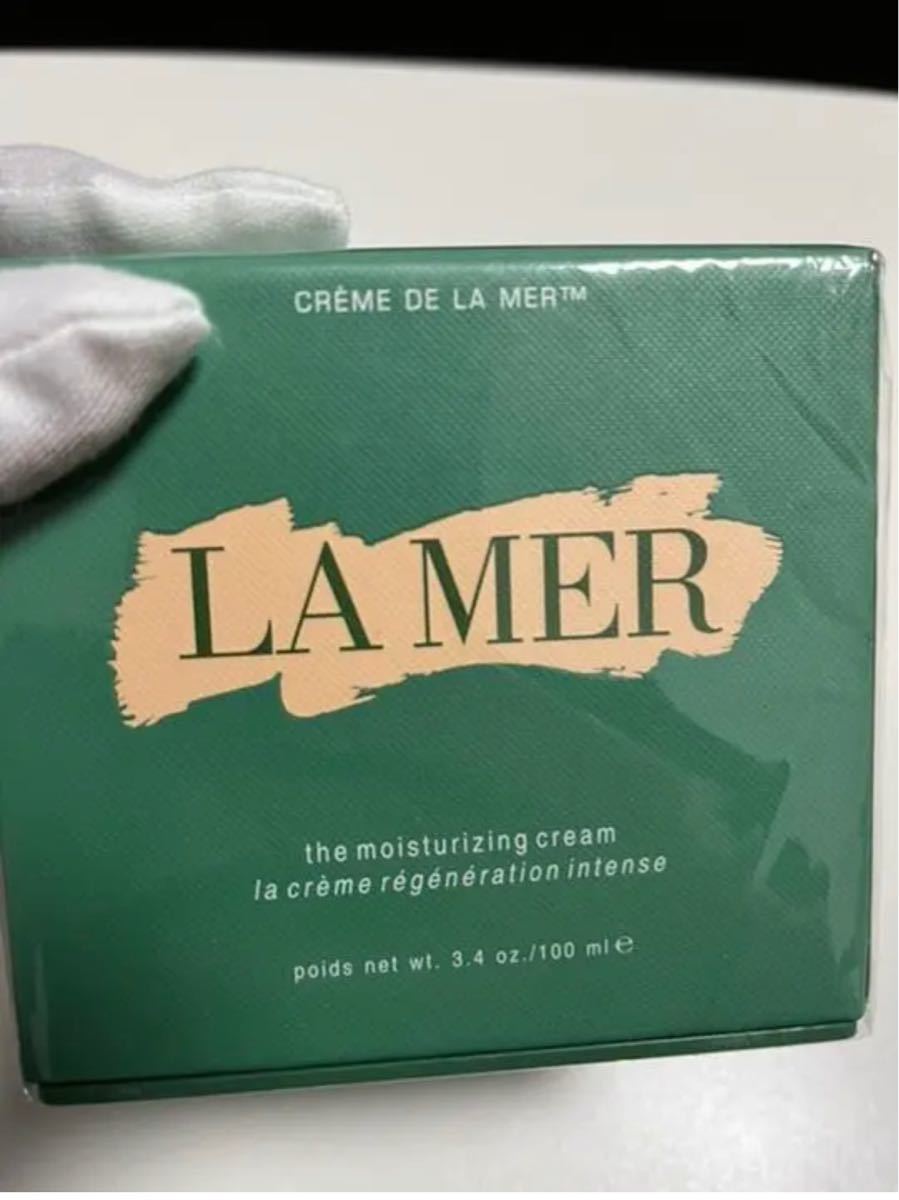 CRÈME DE LA MER™
LA MER
the moisturizing cream
la crème régénération intense
poids net wt. 3.4 oz./100 ml ℮